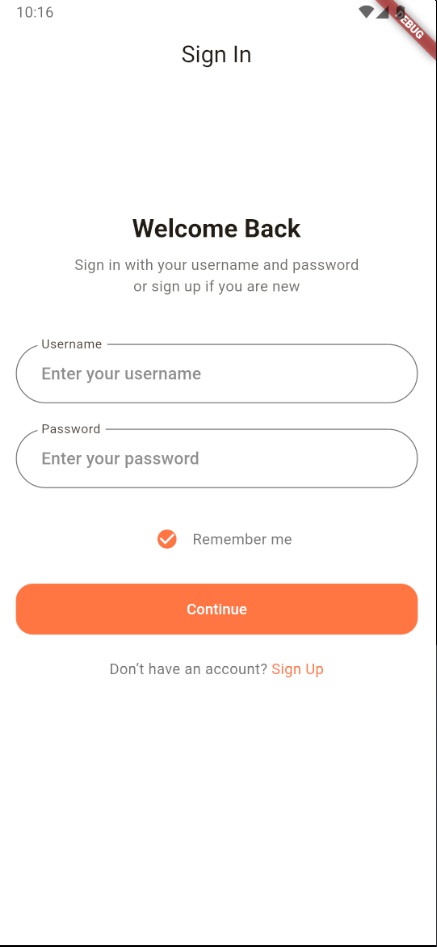 10:16
DEBUG
Sign In
Welcome Back
Sign in with your username and password
or sign up if you are new
Username
Enter your username
Password
Enter your password
Remember me
Continue
Don't have an account? Sign Up